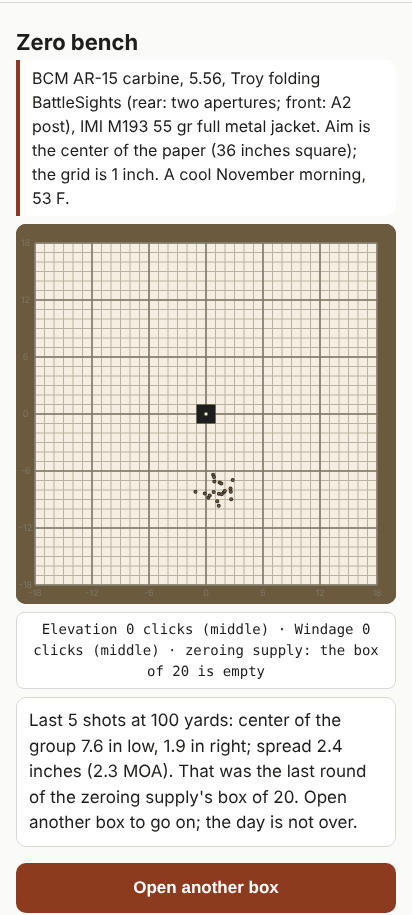 Zero bench
BCM AR-15 carbine, 5.56, Troy folding
BattleSights (rear: two apertures; front: A2
post), IMI M193 55 gr full metal jacket. Aim is
the center of the paper (36 inches square);
the grid is 1 inch. A cool November morning,
53 F.
18
12
6
0
-6
-12
-18
-18 -12 -6 0 6 12 18
Elevation 0 clicks (middle) · Windage 0
clicks (middle) · zeroing supply: the box
of 20 is empty
Last 5 shots at 100 yards: center of the
group 7.6 in low, 1.9 in right; spread 2.4
inches (2.3 MOA). That was the last round
of the zeroing supply's box of 20. Open
another box to go on; the day is not over.
Open another box